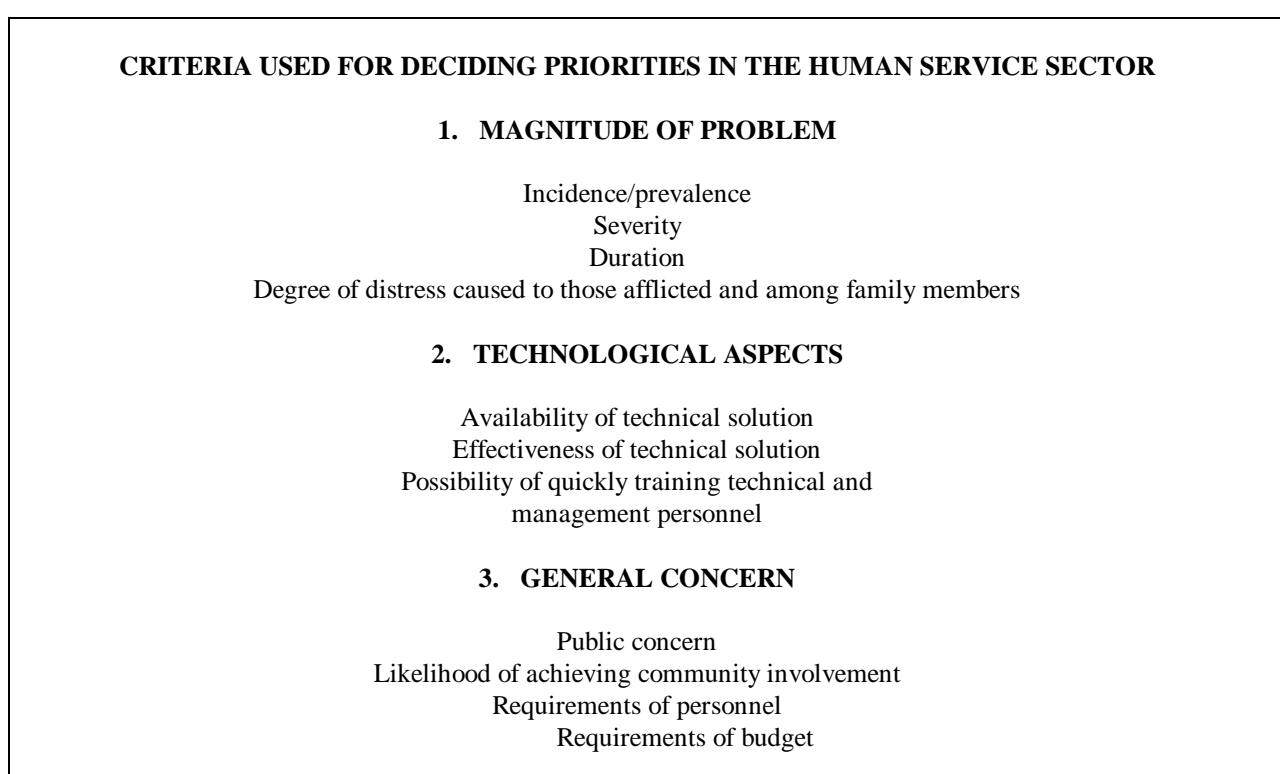 CRITERIA USED FOR DECIDING PRIORITIES IN THE HUMAN SERVICE SECTOR
1. MAGNITUDE OF PROBLEM
Incidence/prevalence
Severity
Duration
Degree of distress caused to those afflicted and among family members
2. TECHNOLOGICAL ASPECTS
Availability of technical solution
Effectiveness of technical solution
Possibility of quickly training technical and
management personnel
3. GENERAL CONCERN
Public concern
Likelihood of achieving community involvement
Requirements of personnel
Requirements of budget